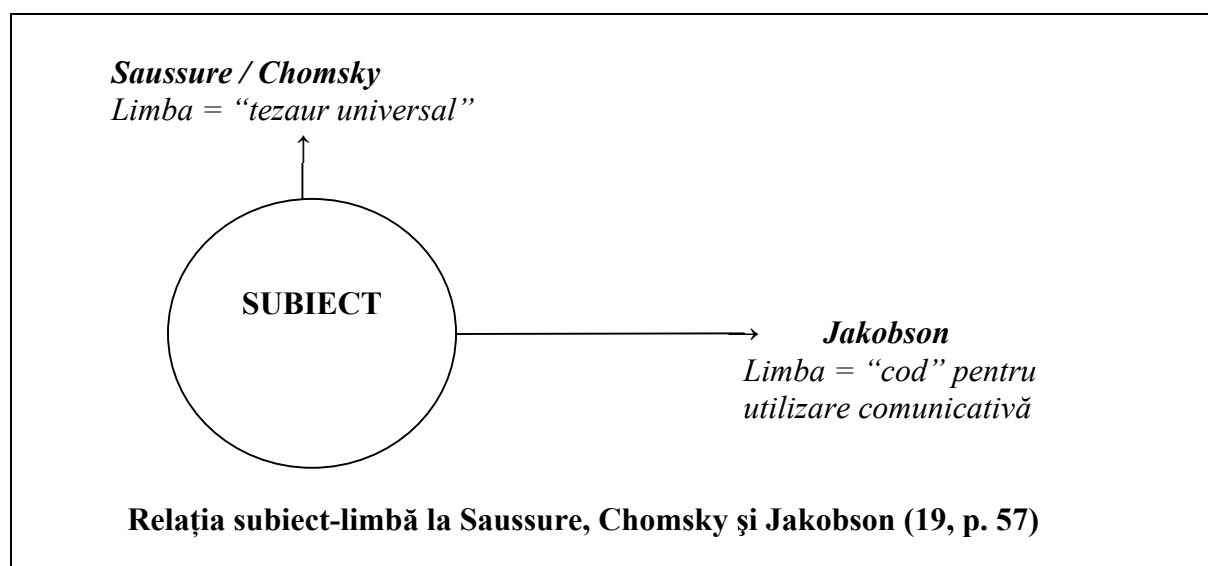 Saussure / Chomsky
Limba = “tezaur universal”
SUBIECT
Jakobson
Limba = “cod” pentru
utilizare comunicativă
Relația subiect-limbă la Saussure, Chomsky şi Jakobson (19, p. 57)